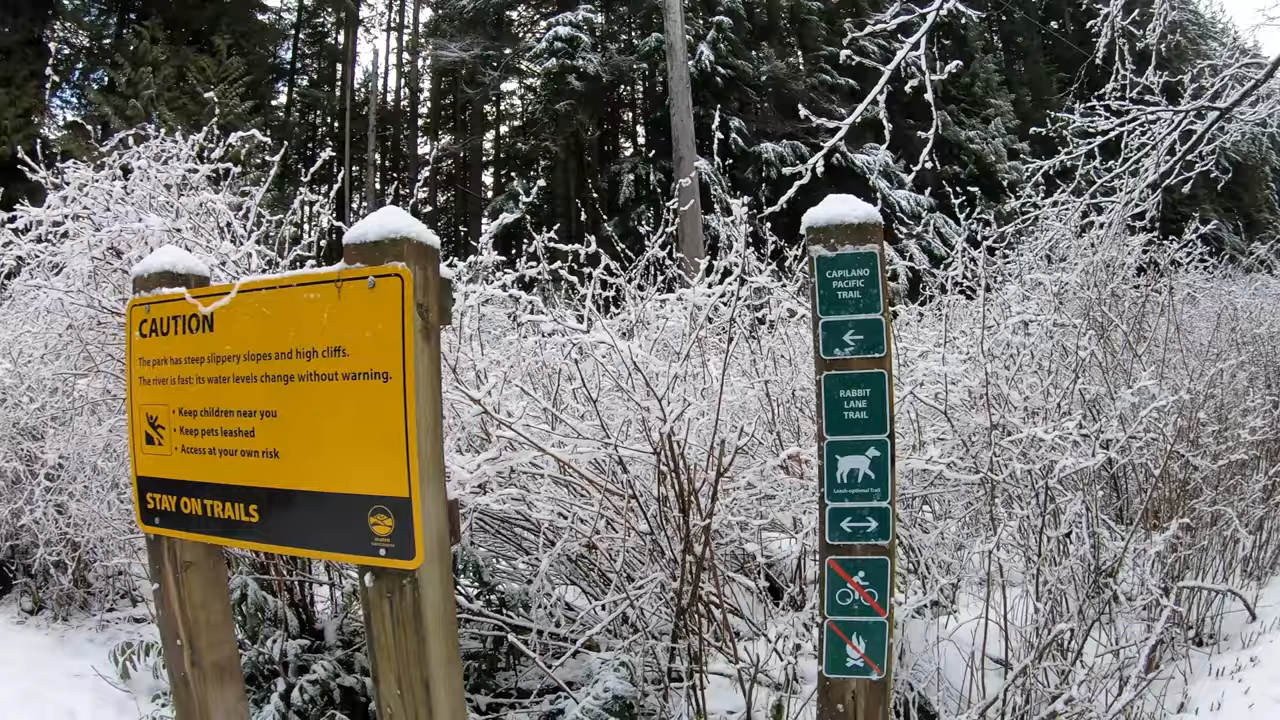 CAUTION
The park has steep slippery slopes and high cliffs.
The river is fast; its water levels change without warning.
• Keep children near you
• Keep pets leashed
• Access at your own risk
STAY ON TRAILS
metro
vancouver
CAPILANO
PACIFIC
TRAIL
RABBIT
LANE
TRAIL
Leash-optional Trail